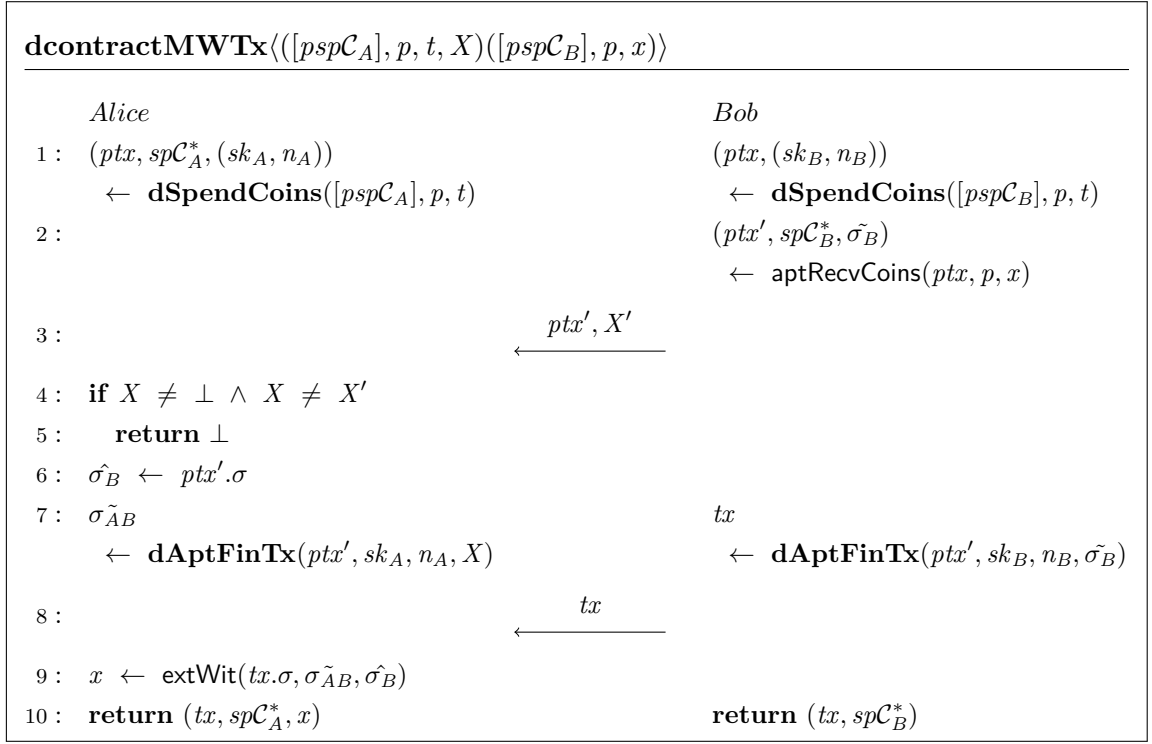 dcontractMWTx⟨([pspC_A], p, t, X)([pspC_B], p, x)⟩
Alice Bob
1 : (ptx, spC*_A, (sk_A, n_A)) (ptx, (sk_B, n_B))
← dSpendCoins([pspC_A], p, t) ← dSpendCoins([pspC_B], p, t)
2 : (ptx′, spC*_B, σ̃_B)
← aptRecvCoins(ptx, p, x)
3 : ptx′, X′
4 : if X ≠ ⊥ ∧ X ≠ X′
5 : return ⊥
6 : σ̂_B ← ptx′.σ
7 : σ̃_AB tx
← dAptFinTx(ptx′, sk_A, n_A, X) ← dAptFinTx(ptx′, sk_B, n_B, σ̃_B)
8 : tx
9 : x ← extWit(tx.σ, σ̃_AB, σ̂_B)
10 : return (tx, spC*_A, x) return (tx, spC*_B)